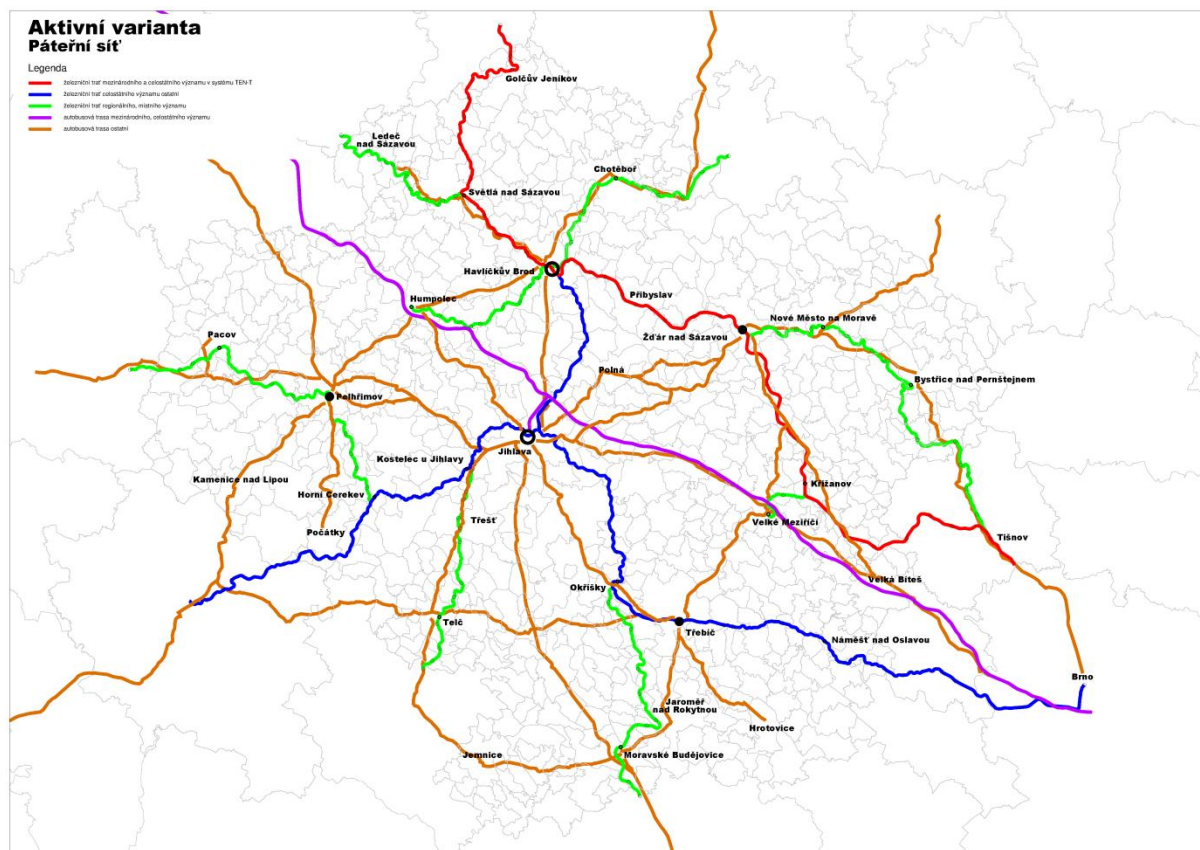 Aktivní varianta
Páteřní síť
Legenda
železniční trať mezinárodního a celostátního významu v systému TEN-T
železniční trať celostátního významu ostatní
železniční trať regionálního, místního významu
autobusová trasa mezinárodního, celostátního významu
autobusová trasa ostatní
Golčův Jeníkov
Ledeč
nad Sázavou
Chotěboř
Světlá nad Sázavou
Havlíčkův Brod
Přibyslav
Humpolec
Nové Město na Moravě
Žďár nad Sázavou
Pacov
Polná
Bystřice nad Pernštejnem
Pelhřimov
Jihlava
Kostelec u Jihlavy
Kamenice nad Lipou
Křižanov
Horní Cerekev
Třešť
Velké Meziříčí
Počátky
Tišnov
Velká Bíteš
Okříšky
Telč
Třebíč
Náměšť nad Oslavou
Brno
Jaroměř
nad Rokytnou
Hrotovice
Jemnice
Moravské Budějovice